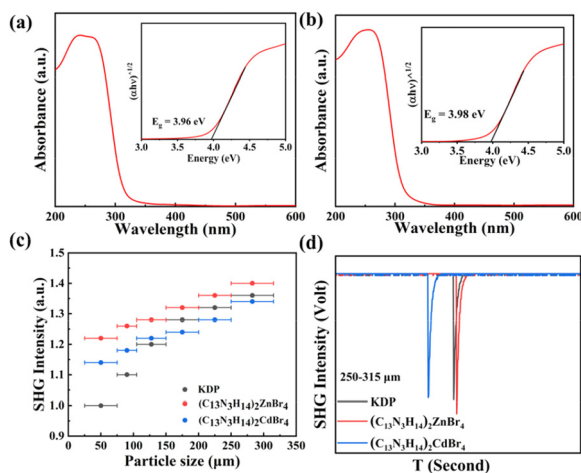 (a)
Absorbance (a.u.)
(αhν)^-1/2
E_g = 3.96 eV
3.0 3.5 4.0 4.5 5.0
Energy (eV)
200 300 400 500 600
Wavelength (nm)
(b)
Absorbance (a.u.)
(αhν)^1/2
E_g = 3.98 eV
3.0 3.5 4.0 4.5 5.0
Energy (eV)
200 300 400 500 600
Wavelength (nm)
(c)
SHG Intensity (a.u.)
1.5
1.4
1.3
1.2
1.1
1.0
0.9
KDP
(C₁₃N₃H₁₄)₂ZnBr₄
(C₁₃N₃H₁₄)₂CdBr₄
0 50 100 150 200 250 300 350
Particle size (μm)
(d)
SHG Intensity (Volt)
250-315 μm
KDP
(C₁₃N₃H₁₄)₂ZnBr₄
(C₁₃N₃H₁₄)₂CdBr₄
T (Second)